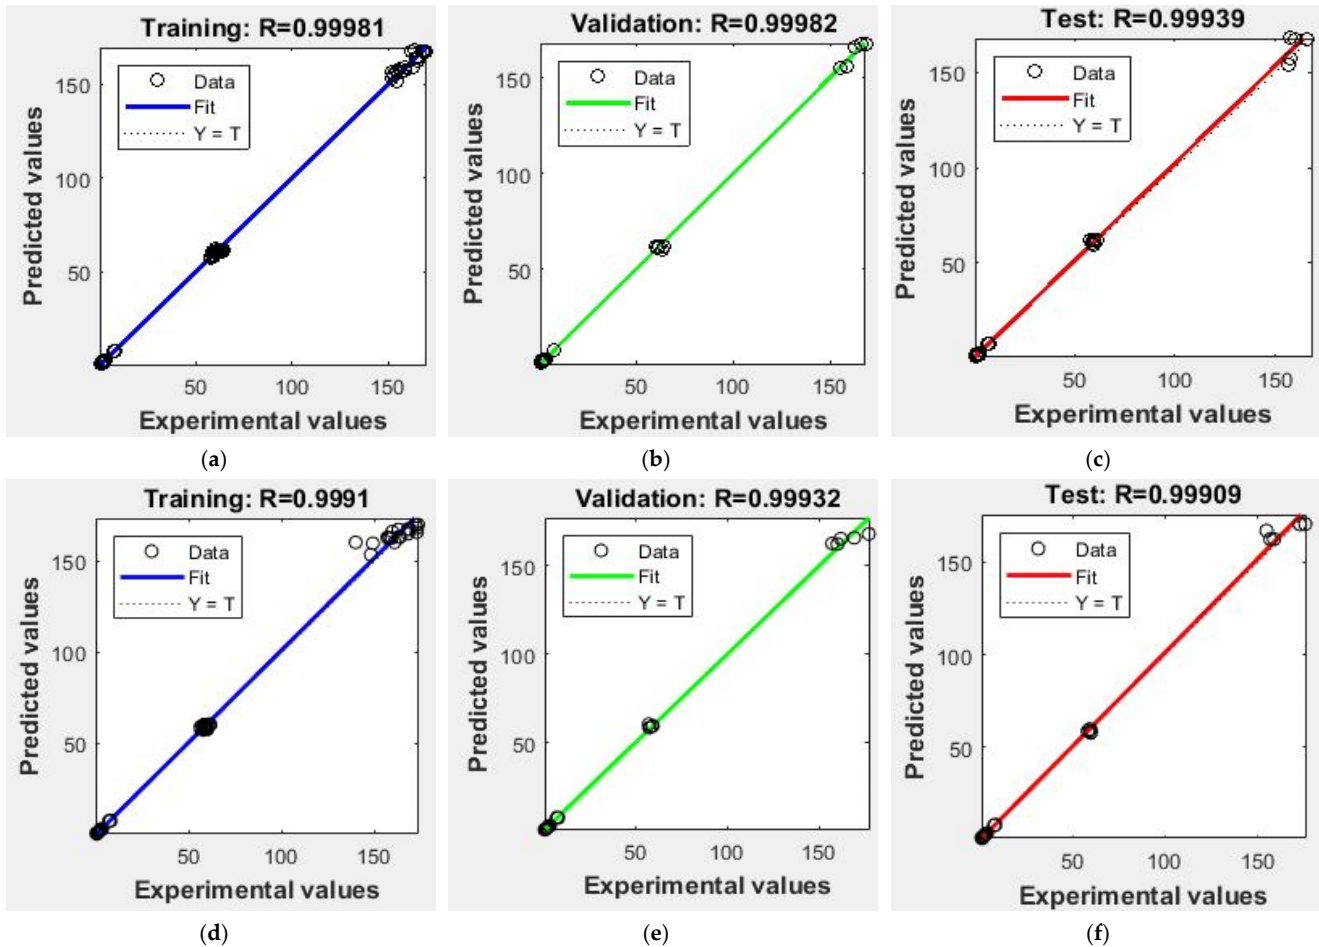 Training: R=0.99981
Predicted values
150
100
50
Data
Fit
Y = T
50
100
150
Experimental values
(a)
Validation: R=0.99982
Predicted values
150
100
50
Data
Fit
Y = T
50
100
150
Experimental values
(b)
Test: R=0.99939
Predicted values
150
100
50
Data
Fit
Y = T
50
100
150
Experimental values
(c)
Training: R=0.9991
Predicted values
150
100
50
Data
Fit
Y = T
50
100
150
Experimental values
(d)
Validation: R=0.99932
Predicted values
150
100
50
Data
Fit
Y = T
50
100
150
Experimental values
(e)
Test: R=0.99909
Predicted values
150
100
50
Data
Fit
Y = T
50
100
150
Experimental values
(f)